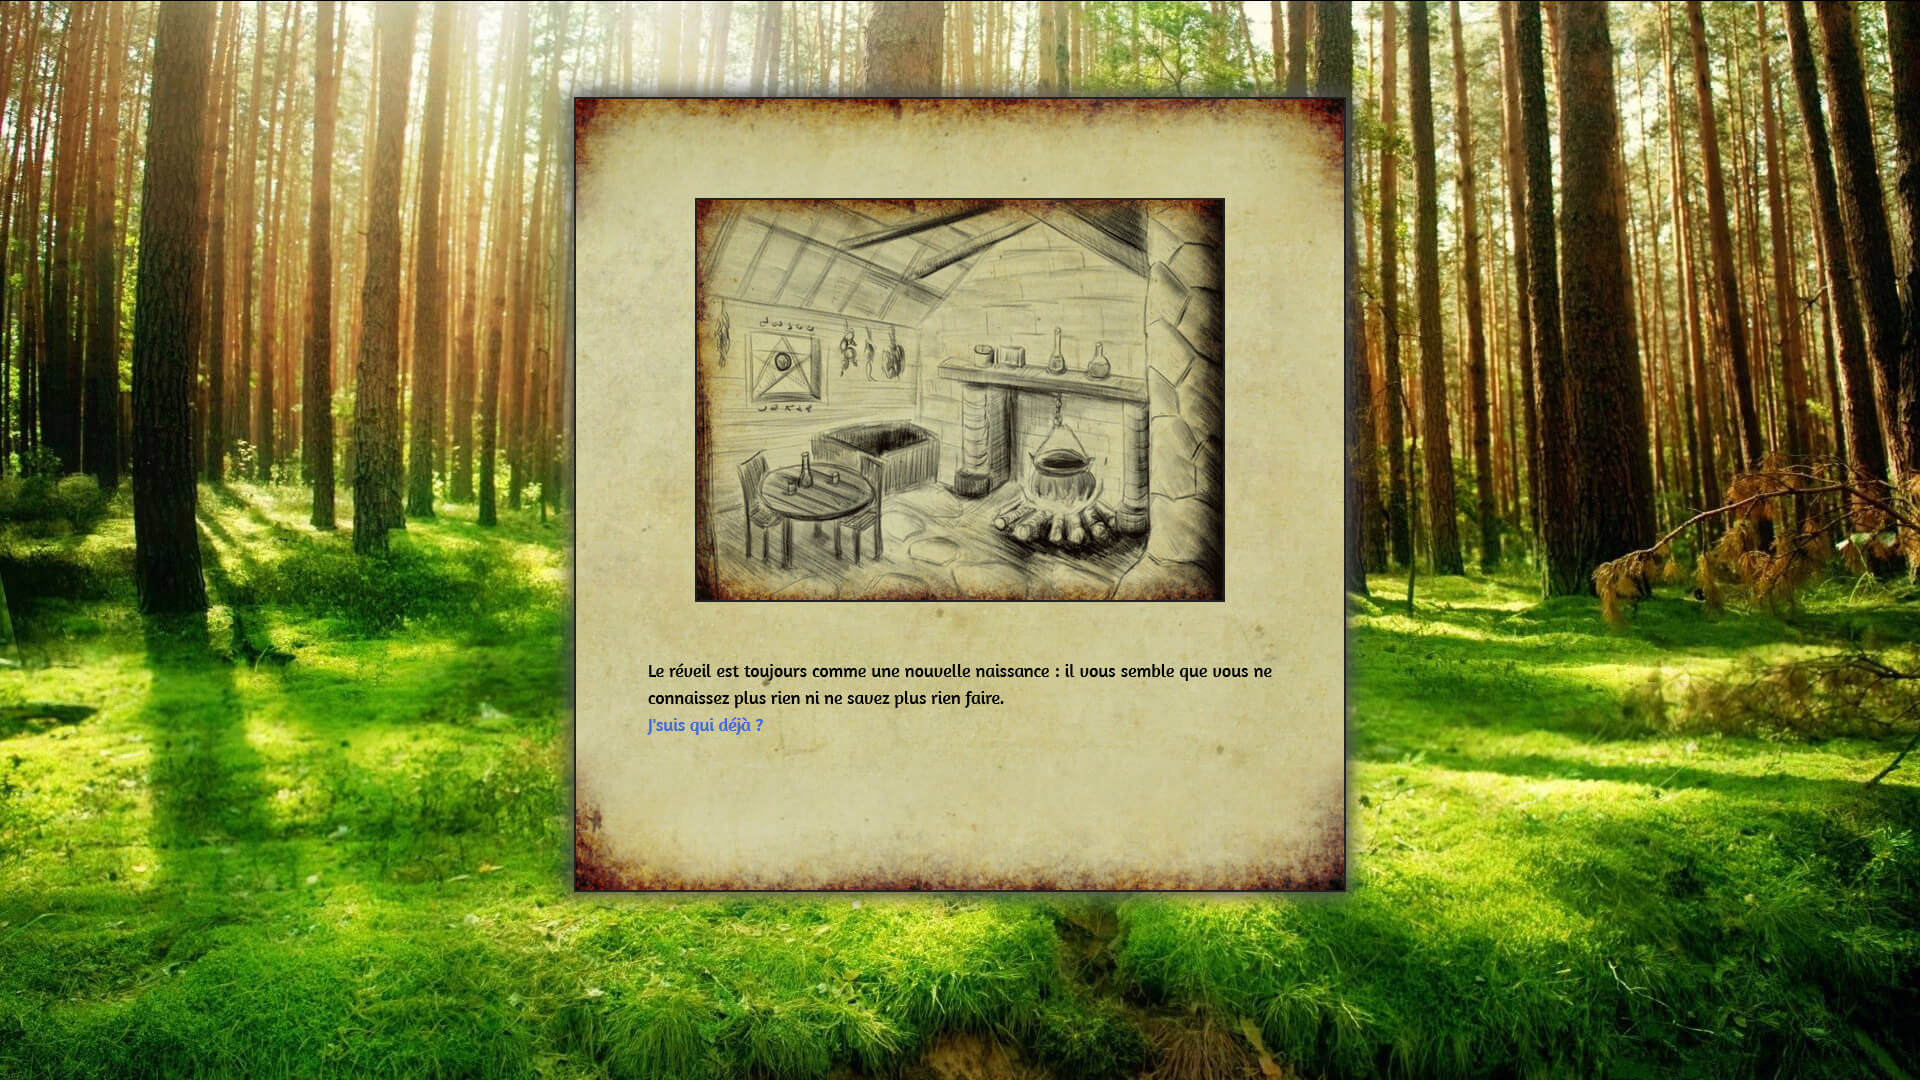 Le réveil est toujours comme une nouvelle naissance : il vous semble que vous ne
connaissez plus rien ni ne savez plus rien faire.
J'suis qui déjà ?